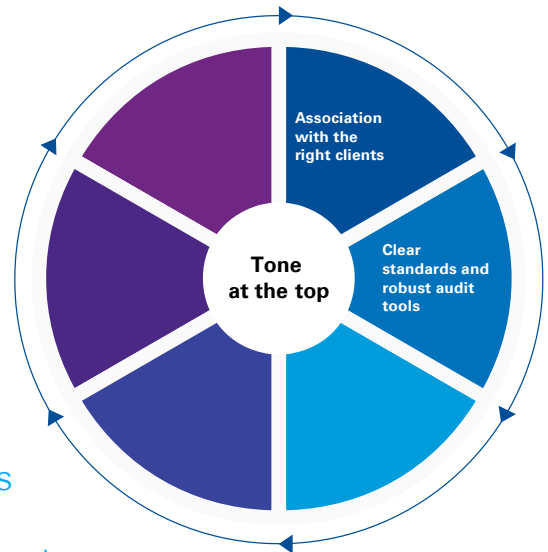 Association
with the
right clients
Clear
standards and
robust audit
tools
Tone
at the top
s